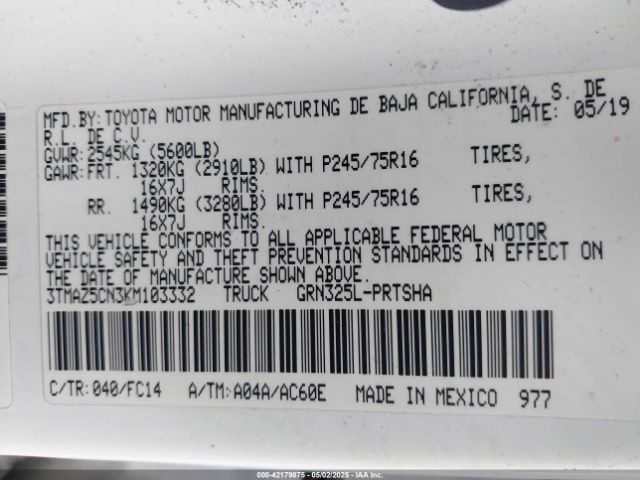 MFD.BY:TOYOTA MOTOR MANUFACTURING DE BAJA CALIFORNIA, S. DE
R.L. DE C.V. DATE: 05/19
GVWR:2545KG (5600LB)
GAWR:FRT. 1320KG (2910LB) WITH P245/75R16 TIRES,
16X7J RIMS.
RR. 1490KG (3280LB) WITH P245/75R16 TIRES,
16X7J RIMS.
THIS VEHICLE CONFORMS TO ALL APPLICABLE FEDERAL MOTOR
VEHICLE SAFETY AND THEFT PREVENTION STANDARDS IN EFFECT ON
THE DATE OF MANUFACTURE SHOWN ABOVE.
3TMAZ5CN3KM103332 TRUCK GRN325L-PRTSHA
C/TR:040/FC14 A/TM:A04A/AC60E MADE IN MEXICO 977
000-42179875 - 05/02/2025 - IAAI.COM